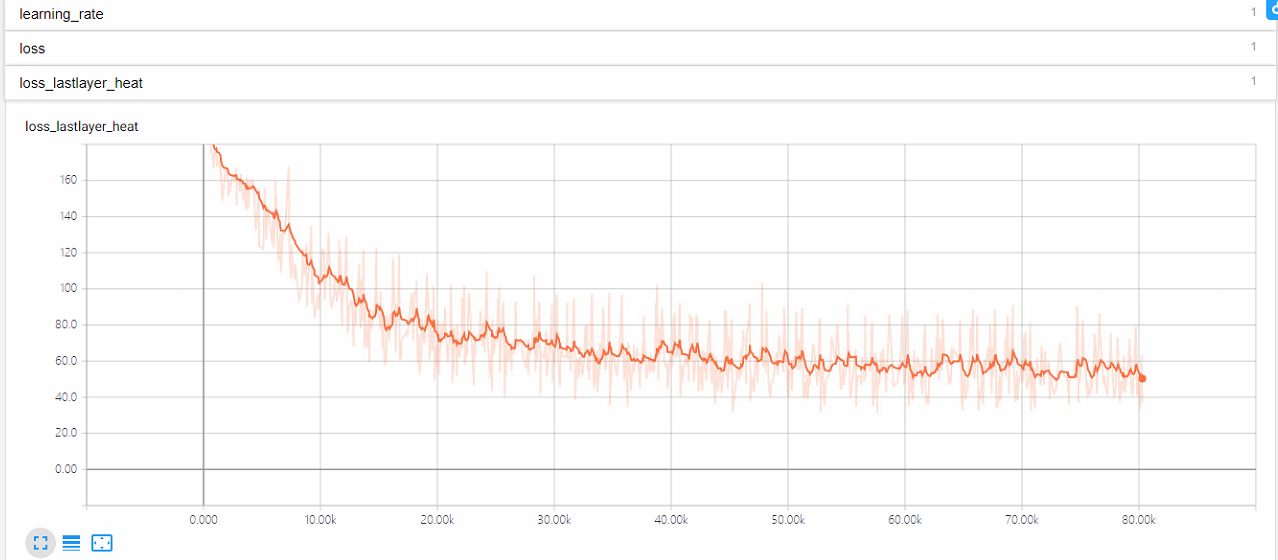 learning_rate 1
loss 1
loss_lastlayer_heat 1
loss_lastlayer_heat
160
140
120
100
80.0
60.0
40.0
20.0
0.00
0.000 10.00k 20.00k 30.00k 40.00k 50.00k 60.00k 70.00k 80.00k